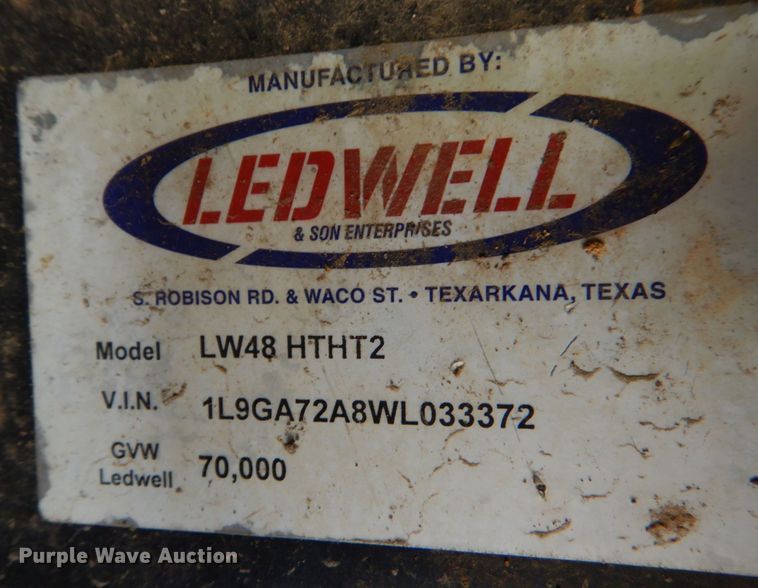 MANUFACTURED BY:
LEDWELL
& SON ENTERPRISES
S. ROBISON RD. & WACO ST. • TEXARKANA, TEXAS
Model LW48 HTHT2
V.I.N. 1L9GA72A8WL033372
GVW
Ledwell 70,000
Purple Wave Auction